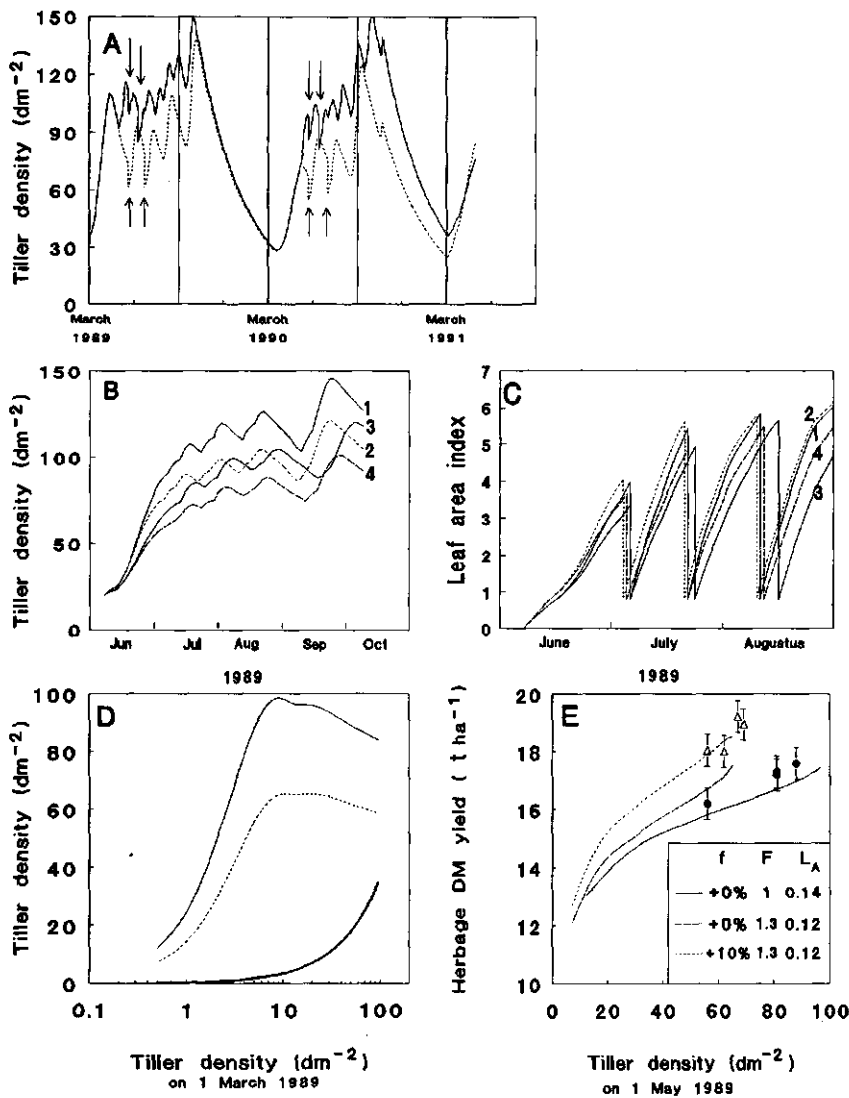 A
Tiller density (dm⁻²)
150
120
90
60
30
0
March 1989
March 1990
March 1991
B
Tiller density (dm⁻²)
150
100
50
0
1
3
2
4
Jun Jul Aug Sep Oct
1989
C
Leaf area index
7
6
5
4
3
2
1
0
2
1
4
3
June July Augustus
1989
D
Tiller density (dm⁻²)
100
80
60
40
20
0
0.1 1 10 100
Tiller density (dm⁻²)
on 1 March 1989
E
Herbage DM yield ( t ha⁻¹)
20
18
16
14
12
10
f F L_A
+0% 1 0.14
+0% 1.3 0.12
+10% 1.3 0.12
0 20 40 60 80 100
Tiller density (dm⁻²)
on 1 May 1989